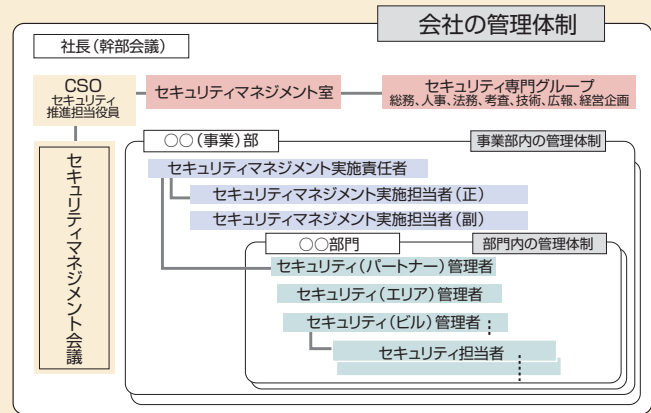 会社の管理体制
社長(幹部会議)
CSO
セキュリティ
推進担当役員
セキュリティマネジメント室
セキュリティ専門グループ
総務、人事、法務、考査、技術、広報、経営企画
セキュリティマネジメント会議
○○(事業)部
事業部内の管理体制
セキュリティマネジメント実施責任者
セキュリティマネジメント実施担当者(正)
セキュリティマネジメント実施担当者(副)
○○部門
部門内の管理体制
セキュリティ(パートナー)管理者
セキュリティ(エリア)管理者
セキュリティ(ビル)管理者
セキュリティ担当者